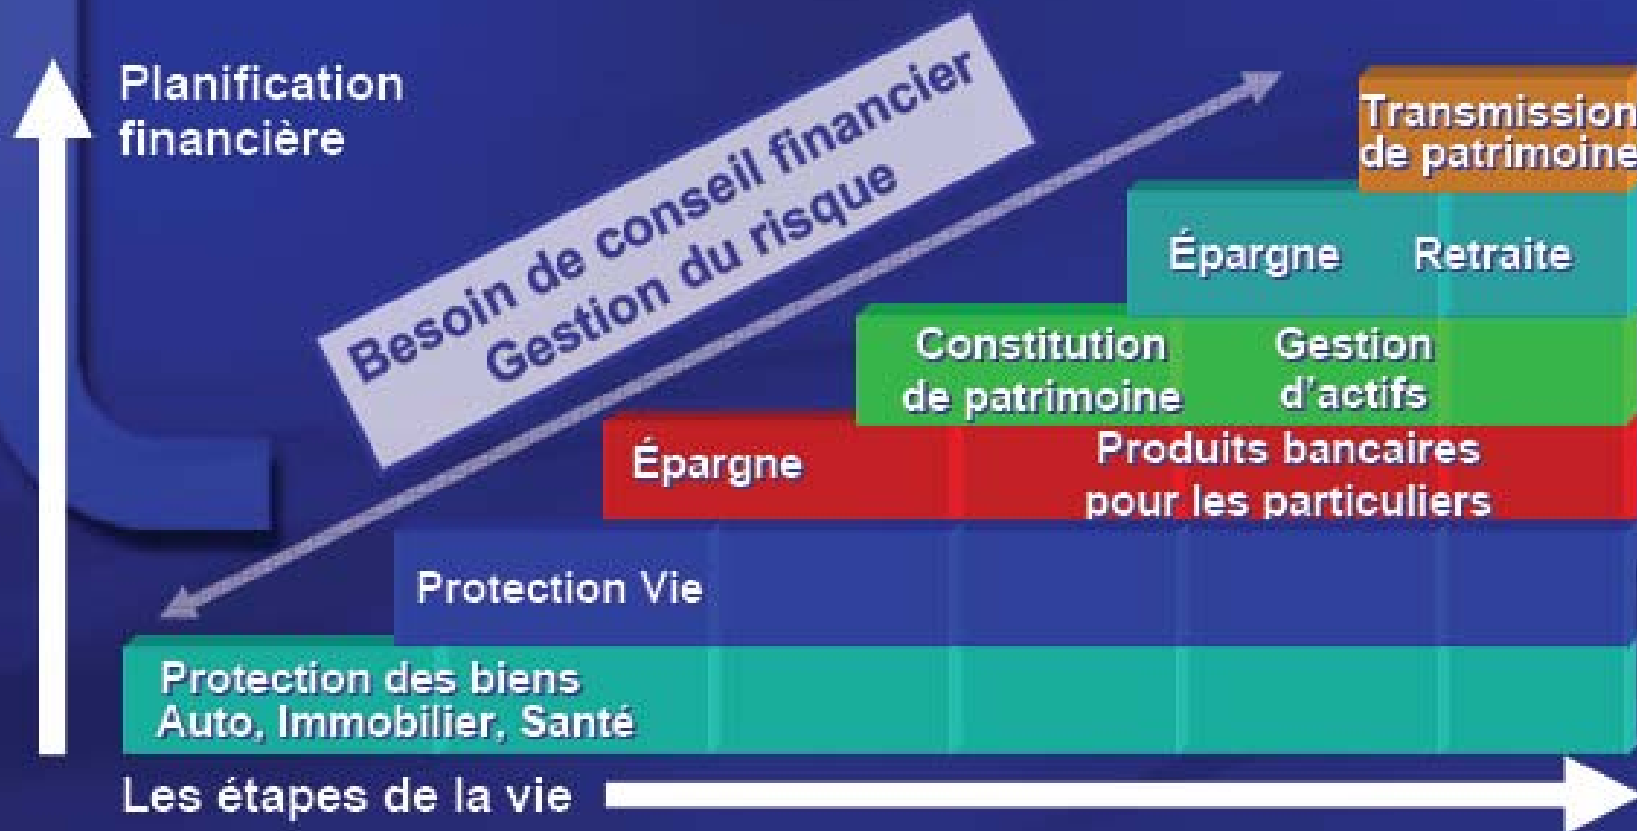 Planification
financière
Besoin de conseil financier
Gestion du risque
Transmission
de patrimoine
Épargne
Retraite
Constitution
de patrimoine
Gestion
d'actifs
Épargne
Produits bancaires
pour les particuliers
Protection Vie
Protection des biens
Auto, Immobilier, Santé
Les étapes de la vie